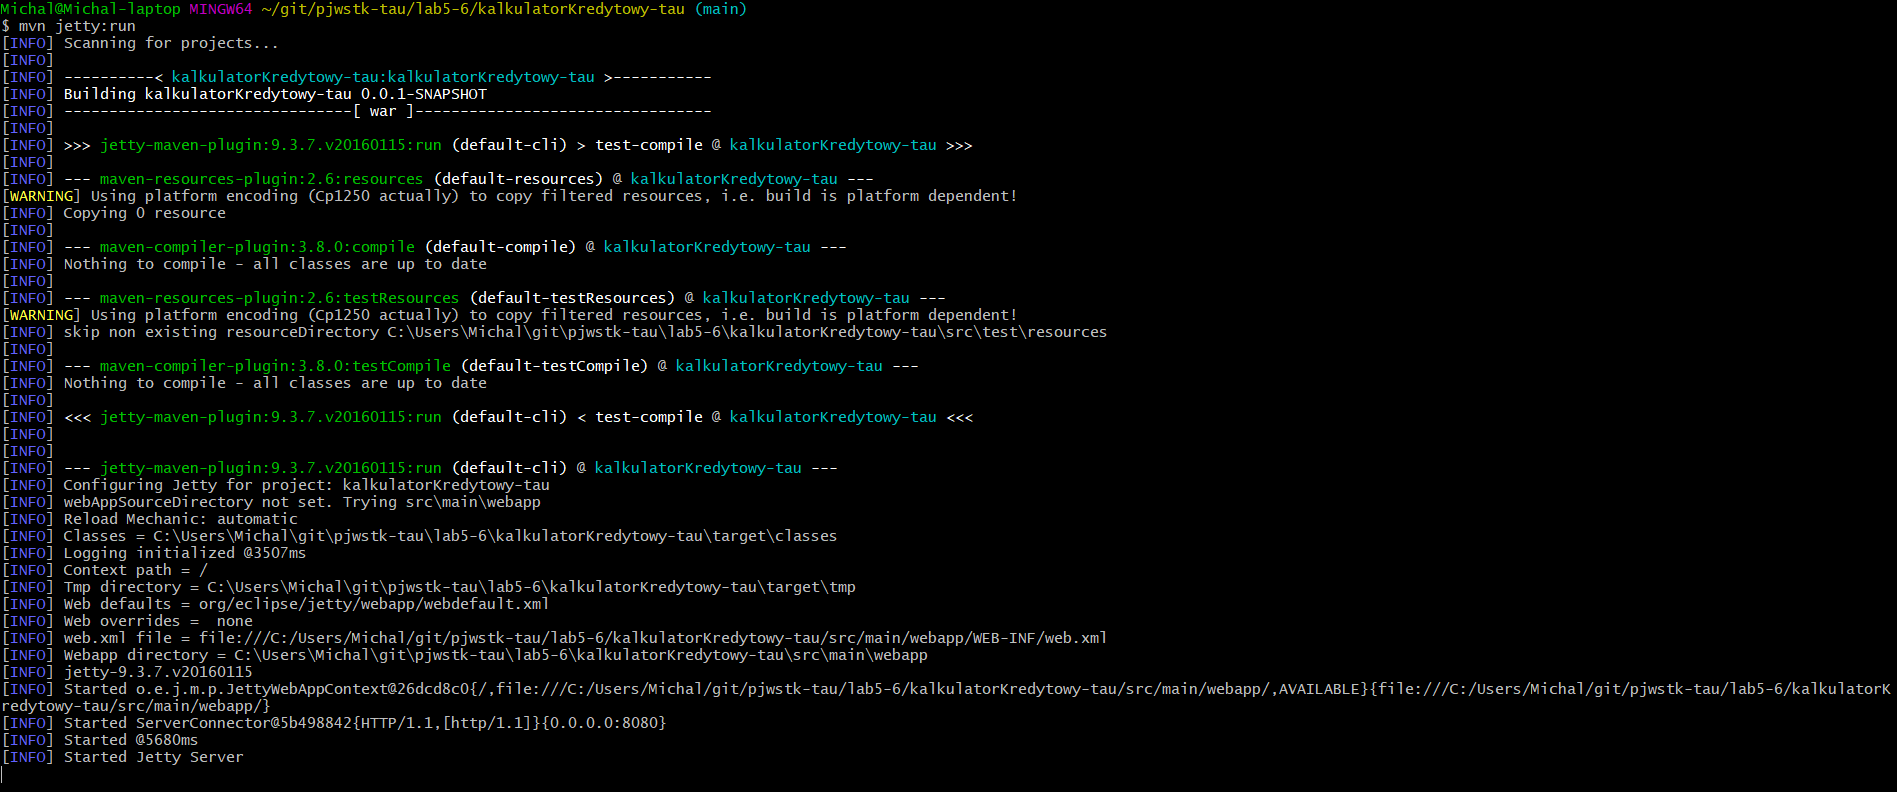 Michal@Michal-laptop MINGW64 ~/git/pjwstk-tau/lab5-6/kalkulatorKredytowy-tau (main)
$ mvn jetty:run
[INFO] Scanning for projects...
[INFO]
[INFO] ----------< kalkulatorKredytowy-tau:kalkulatorKredytowy-tau >-----------
[INFO] Building kalkulatorKredytowy-tau 0.0.1-SNAPSHOT
[INFO] --------------------------------[ war ]---------------------------------
[INFO]
[INFO] >>> jetty-maven-plugin:9.3.7.v20160115:run (default-cli) > test-compile @ kalkulatorKredytowy-tau >>>
[INFO]
[INFO] --- maven-resources-plugin:2.6:resources (default-resources) @ kalkulatorKredytowy-tau ---
[WARNING] Using platform encoding (Cp1250 actually) to copy filtered resources, i.e. build is platform dependent!
[INFO] Copying 0 resource
[INFO]
[INFO] --- maven-compiler-plugin:3.8.0:compile (default-compile) @ kalkulatorKredytowy-tau ---
[INFO] Nothing to compile - all classes are up to date
[INFO]
[INFO] --- maven-resources-plugin:2.6:testResources (default-testResources) @ kalkulatorKredytowy-tau ---
[WARNING] Using platform encoding (Cp1250 actually) to copy filtered resources, i.e. build is platform dependent!
[INFO] skip non existing resourceDirectory C:\Users\Michal\git\pjwstk-tau\lab5-6\kalkulatorKredytowy-tau\src\test\resources
[INFO]
[INFO] --- maven-compiler-plugin:3.8.0:testCompile (default-testCompile) @ kalkulatorKredytowy-tau ---
[INFO] Nothing to compile - all classes are up to date
[INFO]
[INFO] <<< jetty-maven-plugin:9.3.7.v20160115:run (default-cli) < test-compile @ kalkulatorKredytowy-tau <<<
[INFO]
[INFO]
[INFO] --- jetty-maven-plugin:9.3.7.v20160115:run (default-cli) @ kalkulatorKredytowy-tau ---
[INFO] Configuring Jetty for project: kalkulatorKredytowy-tau
[INFO] webAppSourceDirectory not set. Trying src\main\webapp
[INFO] Reload Mechanic: automatic
[INFO] Classes = C:\Users\Michal\git\pjwstk-tau\lab5-6\kalkulatorKredytowy-tau\target\classes
[INFO] Logging initialized @3507ms
[INFO] Context path = /
[INFO] Tmp directory = C:\Users\Michal\git\pjwstk-tau\lab5-6\kalkulatorKredytowy-tau\target\tmp
[INFO] Web defaults = org/eclipse/jetty/webapp/webdefault.xml
[INFO] Web overrides =  none
[INFO] web.xml file = file:///C:/Users/Michal/git/pjwstk-tau/lab5-6/kalkulatorKredytowy-tau/src/main/webapp/WEB-INF/web.xml
[INFO] Webapp directory = C:\Users\Michal\git\pjwstk-tau\lab5-6\kalkulatorKredytowy-tau\src\main\webapp
[INFO] jetty-9.3.7.v20160115
[INFO] Started o.e.j.m.p.JettyWebAppContext@26dcd8c0{/,file:///C:/Users/Michal/git/pjwstk-tau/lab5-6/kalkulatorKredytowy-tau/src/main/webapp/,AVAILABLE}{file:///C:/Users/Michal/git/pjwstk-tau/lab5-6/kalkulatorK
redytowy-tau/src/main/webapp/}
[INFO] Started ServerConnector@5b498842{HTTP/1.1,[http/1.1]}{0.0.0.0:8080}
[INFO] Started @5680ms
[INFO] Started Jetty Server